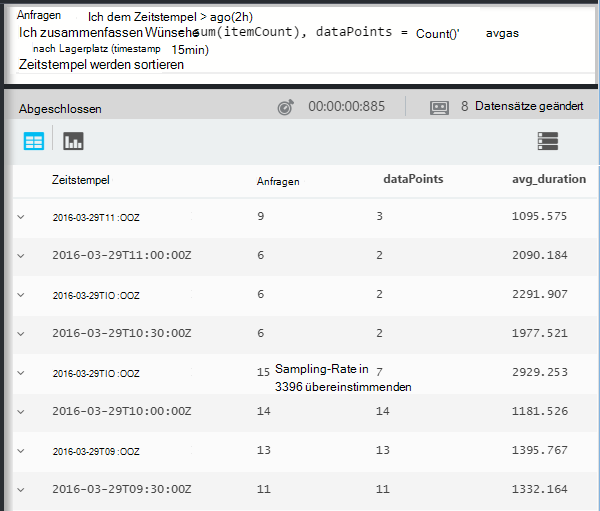 Anfragen
Ich dem Zeitstempel > ago(2h)
Ich zusammenfassen Wünsche sum(itemCount), dataPoints = Count()' avgas
nach Lagerplatz (timestamp 15min)
Zeitstempel werden sortieren
Abgeschlossen 00:00:00:885 8 Datensätze geändert
Zeitstempel Anfragen dataPoints avg_duration
2016-03-29T11 :OOZ 9 3 1095.575
2016-03-29T11:00:00Z 6 2 2090.184
2016-03-29TIO :OOZ 6 2 2291.907
2016-03-29T10:30:00Z 6 2 1977.521
2016-03-29TIO :OOZ 15 Sampling-Rate in 7 2929.253
3396 übereinstimmenden
2016-03-29T10:00:00Z 14 14 1181.526
2016-03-29T09 :OOZ 13 13 1395.767
2016-03-29T09:30:00Z 11 11 1332.164